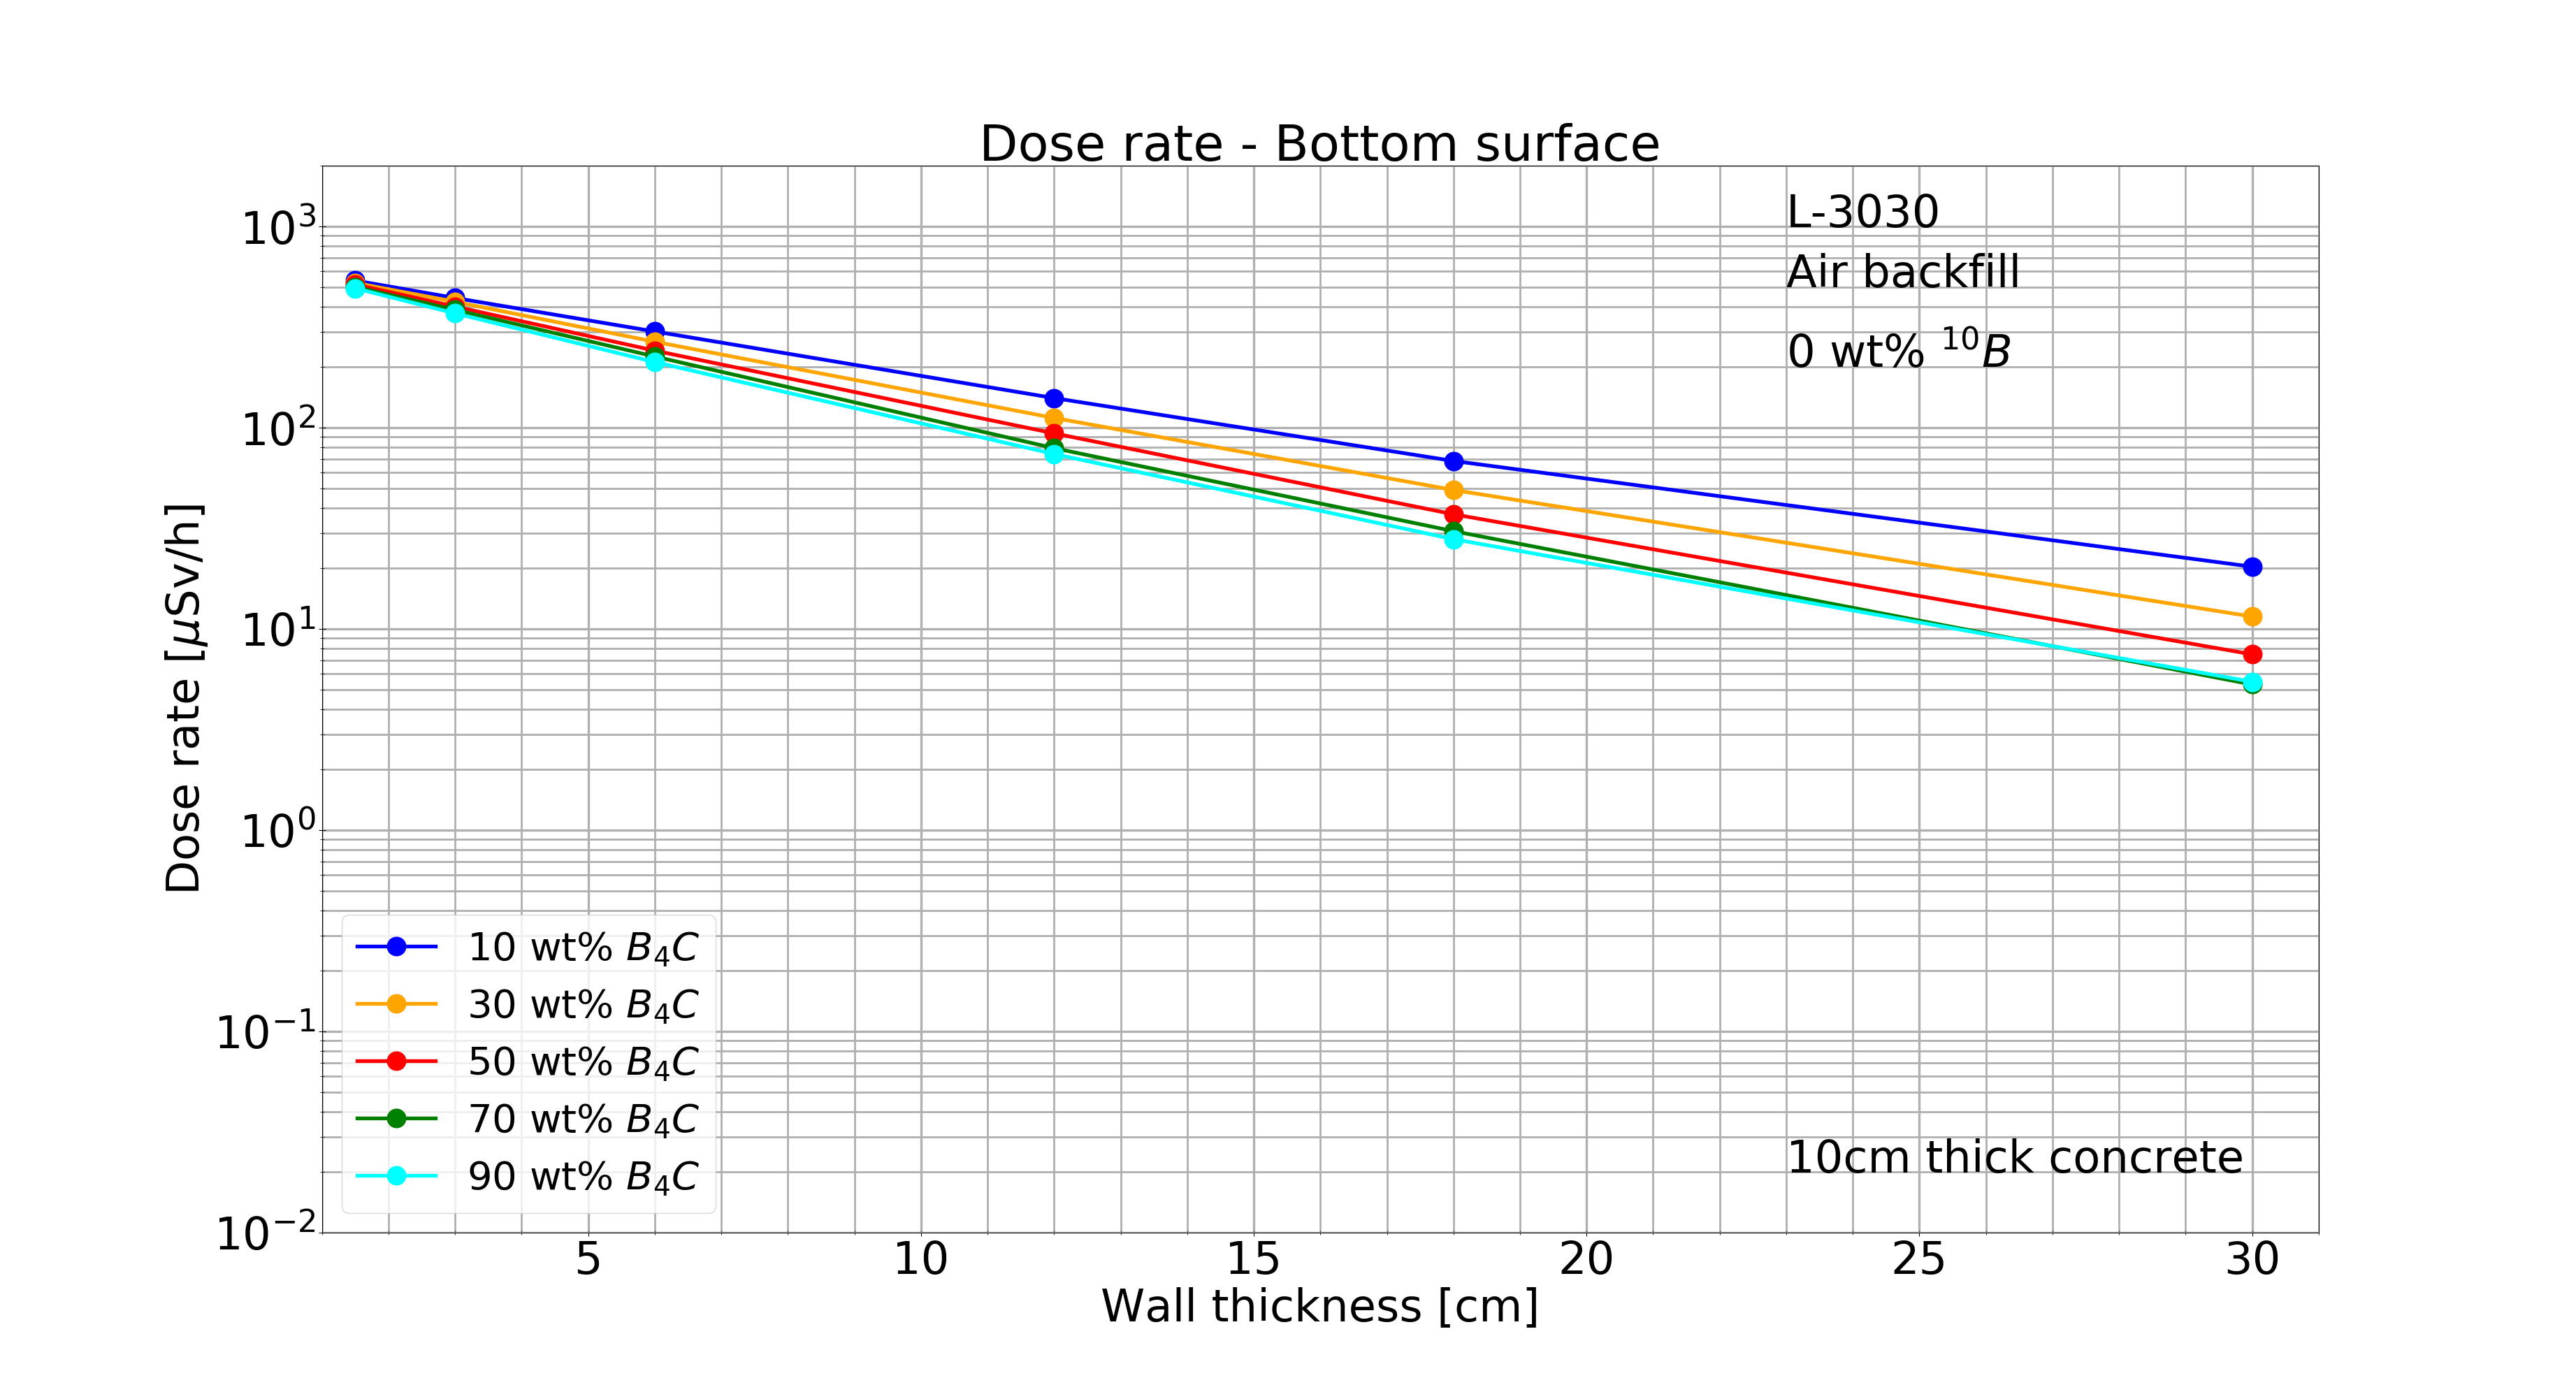 Dose rate - Bottom surface
L-3030
Air backfill
0 wt% ¹⁰B
10³
10²
10¹
10⁰
10⁻¹
10⁻²
Dose rate [μSv/h]
10 wt% B₄C
30 wt% B₄C
50 wt% B₄C
70 wt% B₄C
90 wt% B₄C
10cm thick concrete
5 10 15 20 25 30
Wall thickness [cm]